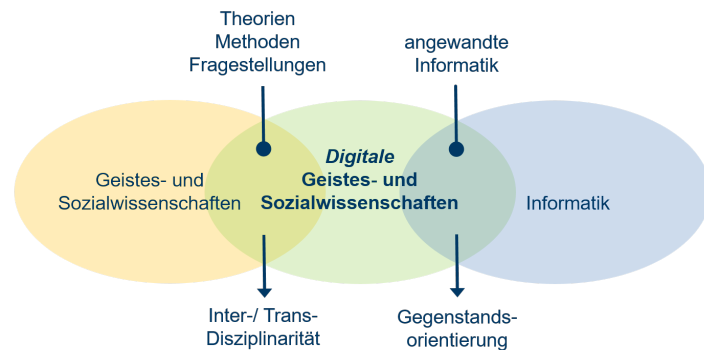 Theorien
Methoden
Fragestellungen
angewandte
Informatik
Geistes- und
Sozialwissenschaften
Digitale
Geistes- und
Sozialwissenschaften
Informatik
Inter-/ Trans-
Disziplinarität
Gegenstands-
orientierung